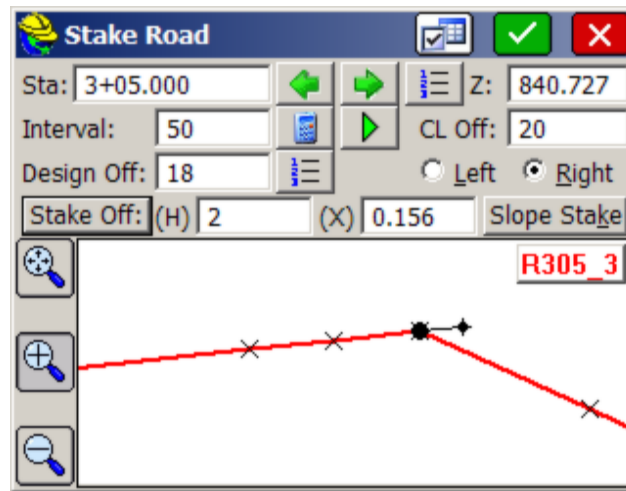 Stake Road
Sta: 3+05.000 Z: 840.727
Interval: 50 CL Off: 20
Design Off: 18 Left Right
Stake Off: (H) 2 (X) 0.156 Slope Stake
R305_3